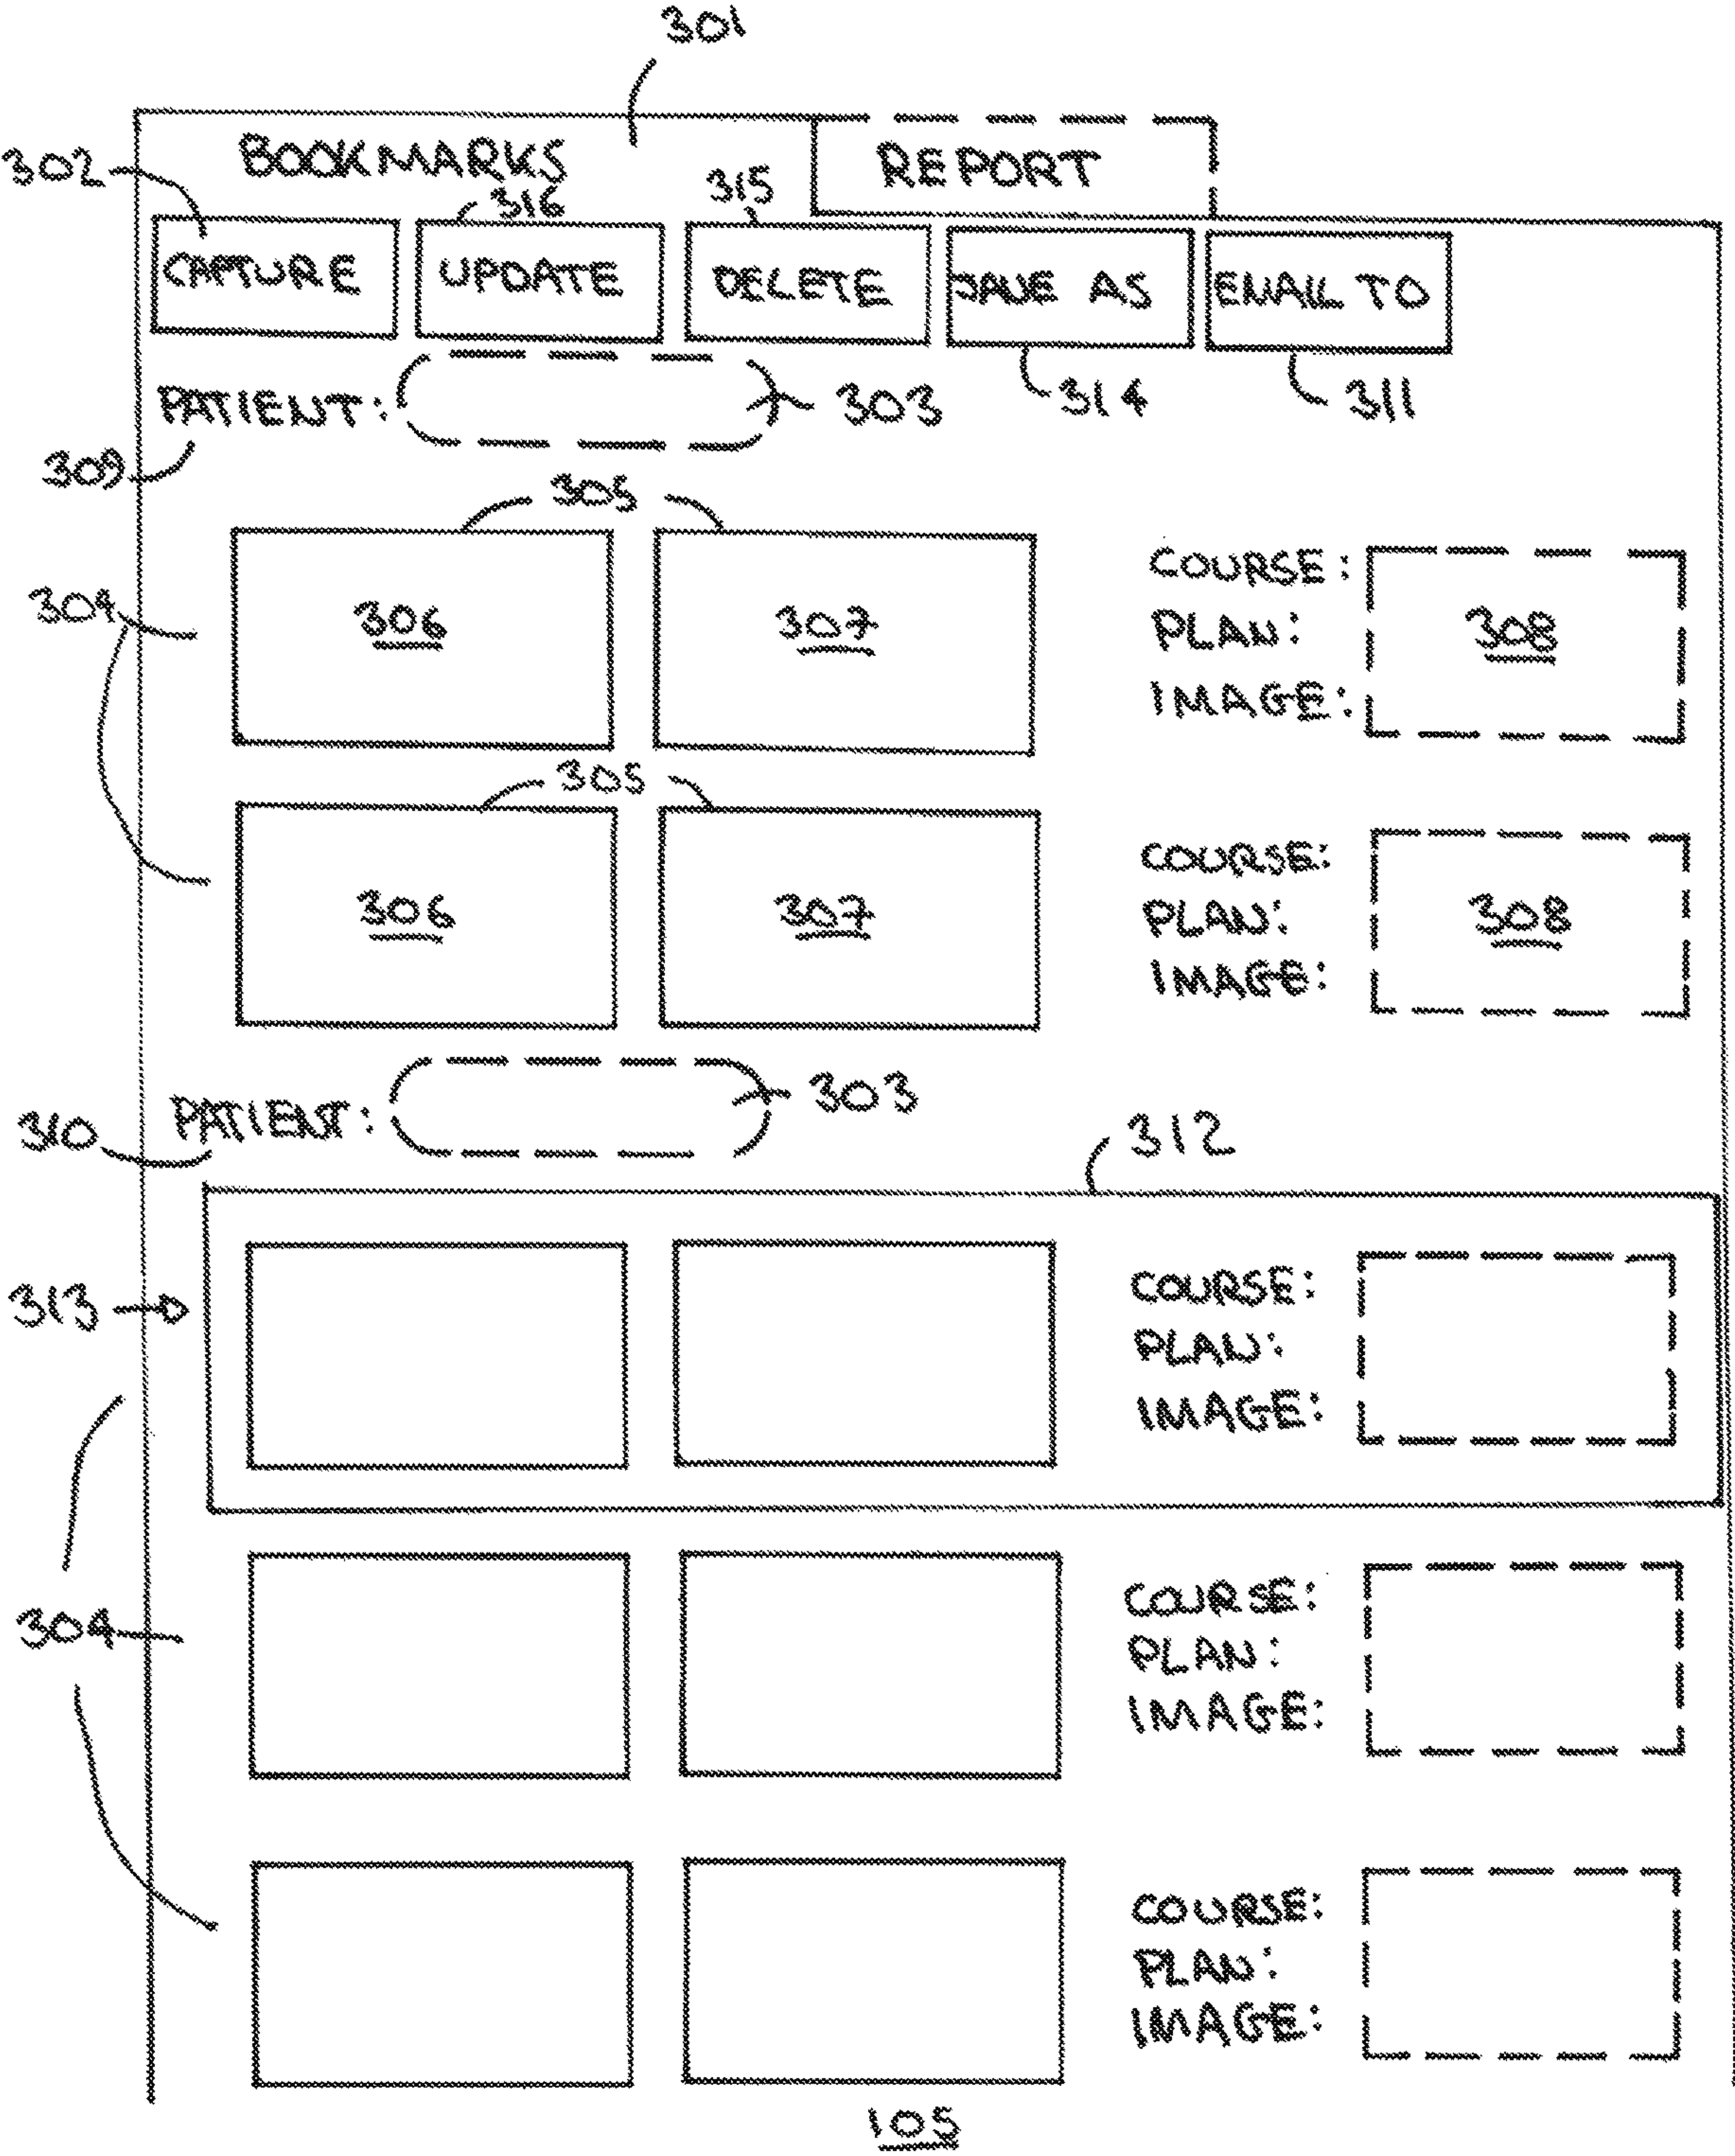 301
BOOKMARKS REPORT
302
316 315
CAPTURE UPDATE DELETE SAVE AS EMAIL TO
PATIENT: 303 314 311
309
305
304 306 307 COURSE: 308
PLAN:
IMAGE:
305
306 307 COURSE: 308
PLAN:
IMAGE:
PATIENT: 303
310 312
313 COURSE:
PLAN:
IMAGE:
304 COURSE:
PLAN:
IMAGE:
COURSE:
PLAN:
IMAGE:
105